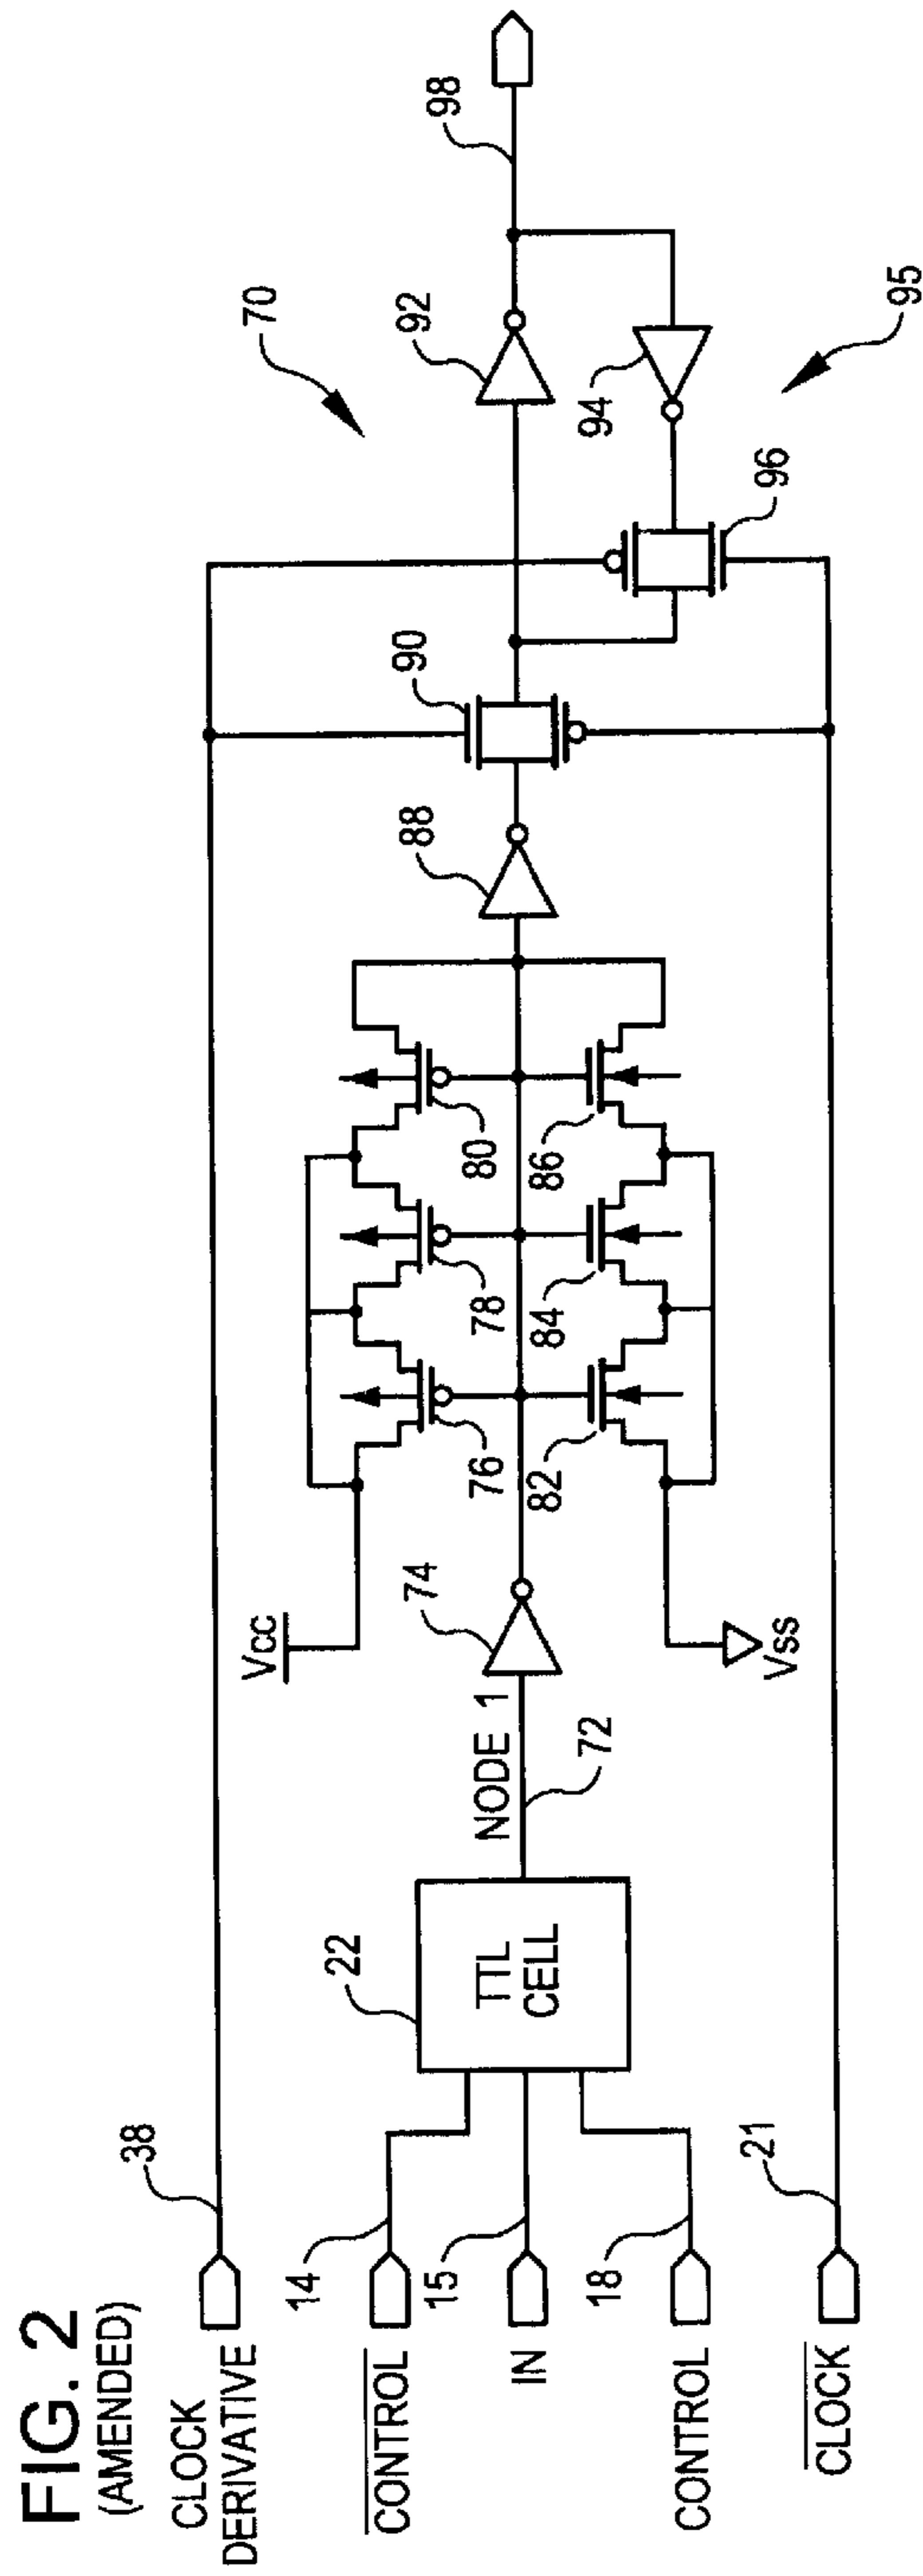 FIG. 2
(AMENDED)
CLOCK
DERIVATIVE
38
CONTROL
14
IN
15
CONTROL
18
CLOCK
21
TTL
CELL
22
NODE 1
72
74
Vcc
Vss
76
78
80
82
84
86
88
90
70
92
94
96
95
98